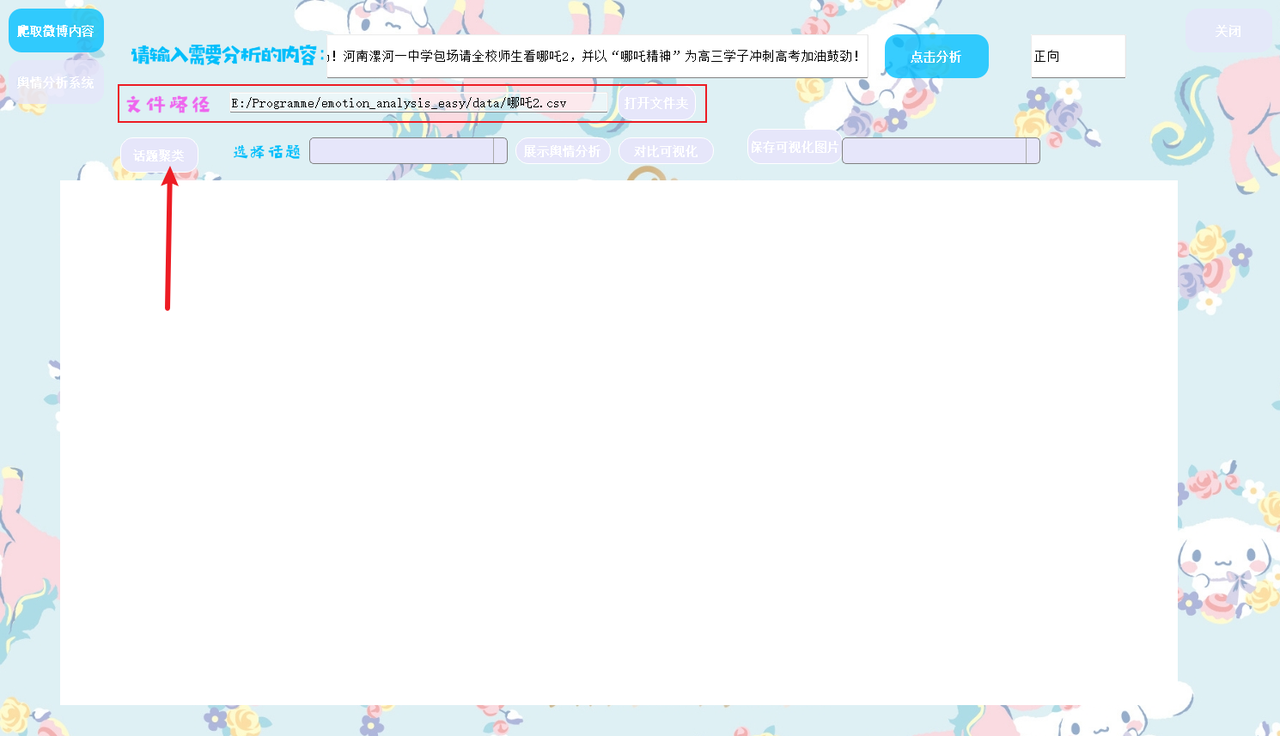 爬取微博内容
关闭
请输入需要分析的内容：
！河南漯河一中学包场请全校师生看哪吒2，并以“哪吒精神”为高三学子冲刺高考加油鼓劲！
点击分析
正向
舆情分析系统
文件路径
E:/Programme/emotion_analysis_easy/data/哪吒2.csv
打开文件夹
话题聚类
选择话题
展示舆情分析
对比可视化
保存可视化图片